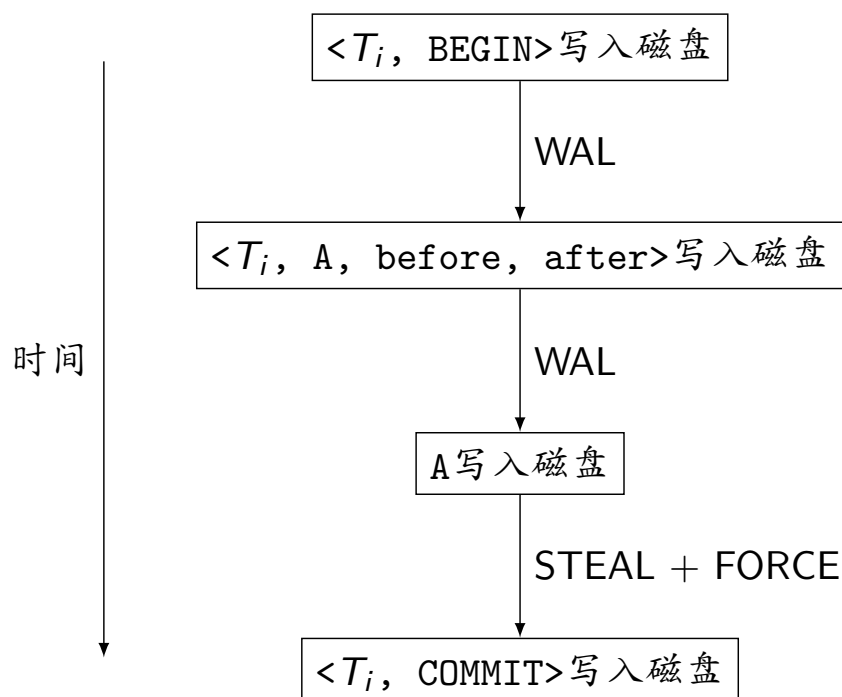 <Ti, BEGIN>写入磁盘
WAL
<Ti, A, before, after>写入磁盘
时间
WAL
A写入磁盘
STEAL + FORCE
<Ti, COMMIT>写入磁盘